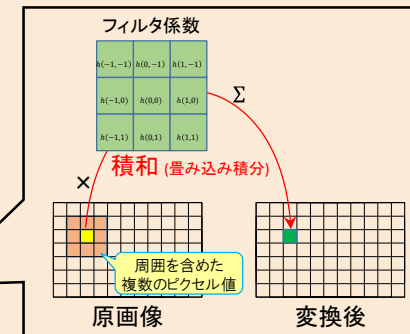 フィルタ係数
h(−1,−1) h(0,−1) h(1,−1)
h(−1,0) h(0,0) h(1,0)
h(−1,1) h(0,1) h(1,1)
Σ
積和 (畳み込み積分)
×
周囲を含めた
複数のピクセル値
原画像 変換後